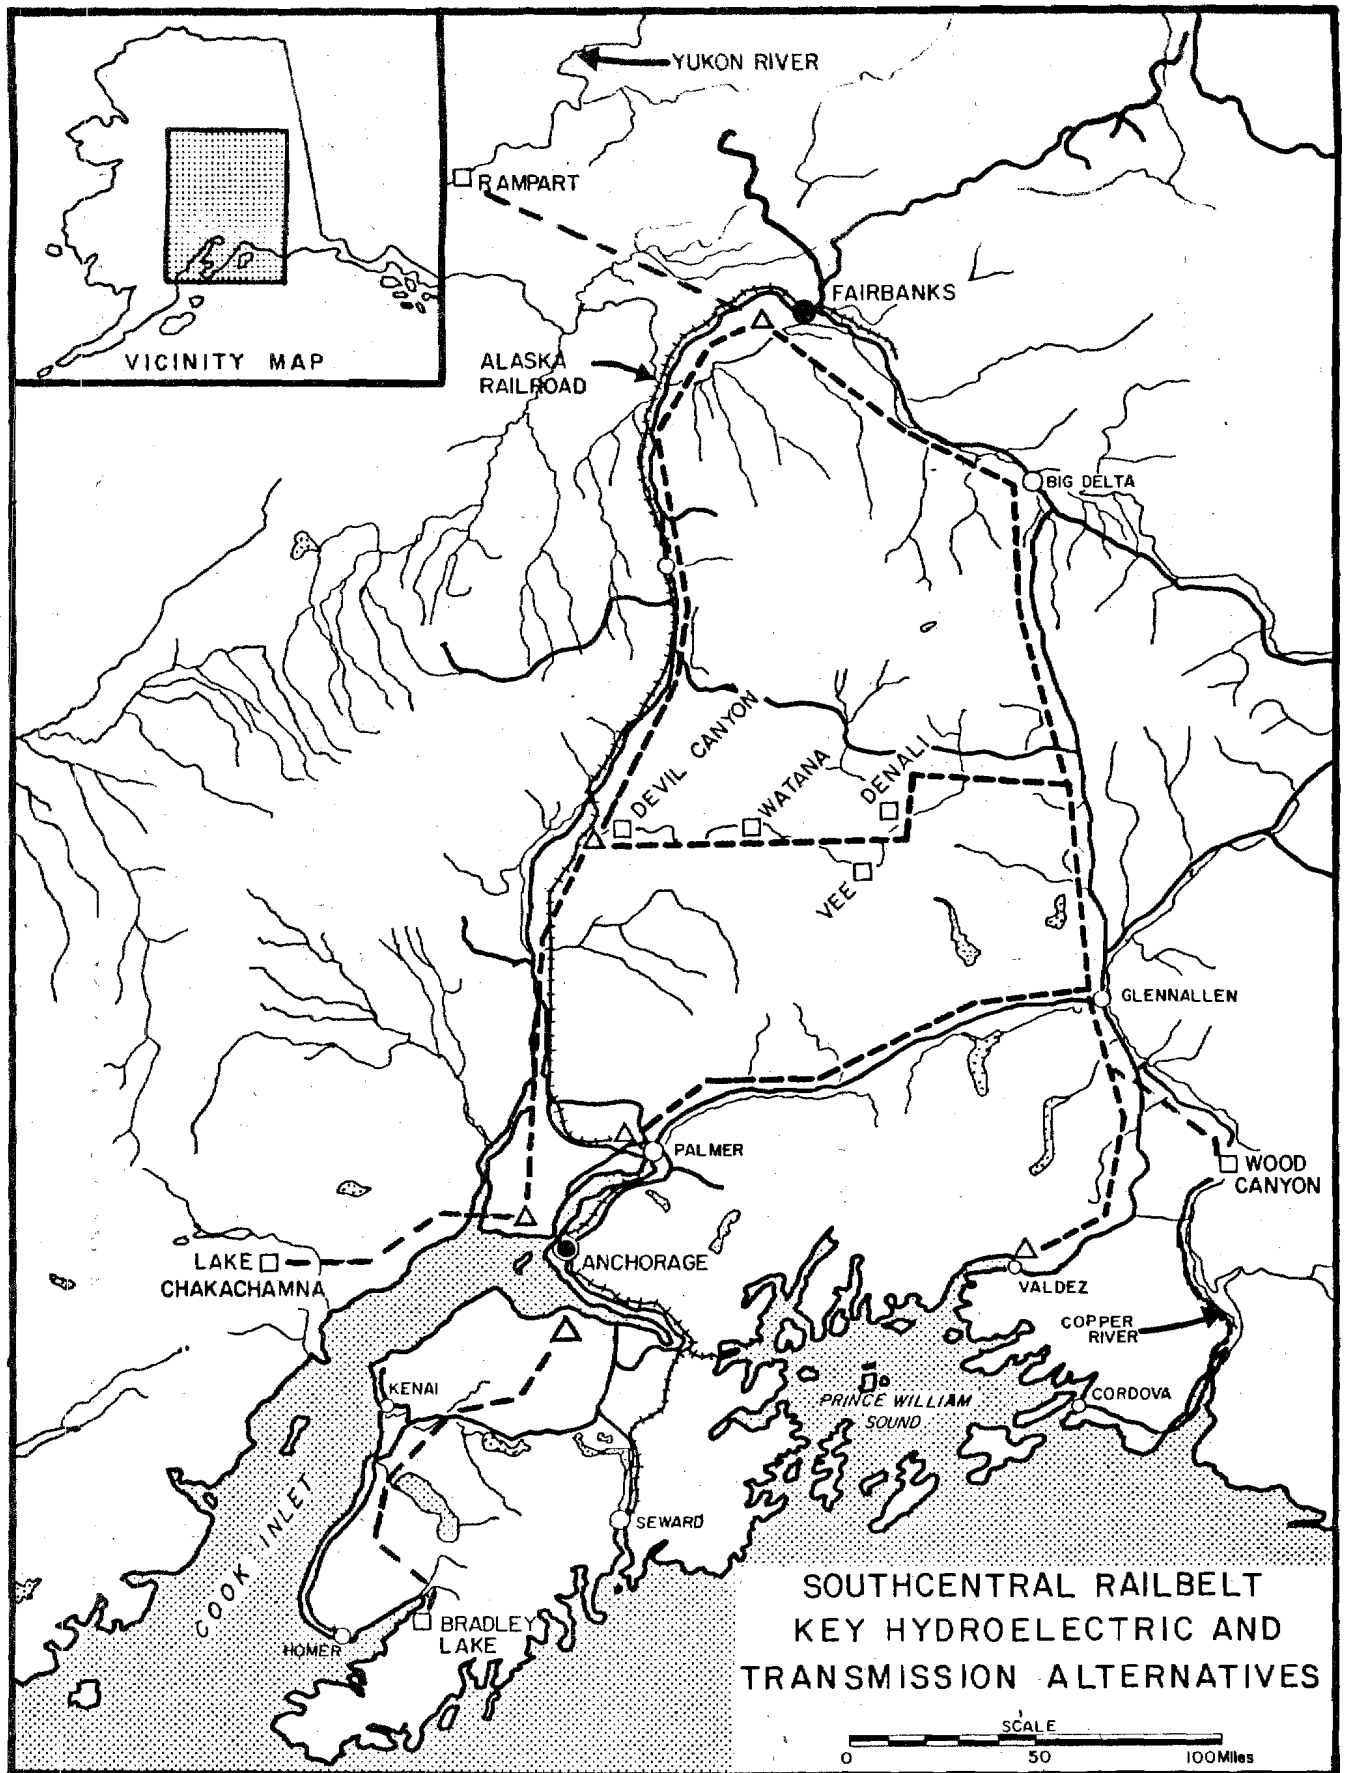 YUKON RIVER
RAMPART
VICINITY MAP
FAIRBANKS
ALASKA
RAILROAD
BIG DELTA
DEVIL CANYON
WATANA
DENALI
VEE
GLENNALLEN
PALMER
WOOD
CANYON
LAKE
CHAKACHAMNA
ANCHORAGE
VALDEZ
COPPER
RIVER
KENAI
PRINCE WILLIAM
SOUND
CORDOVA
COOK INLET
SEWARD
HOMER
BRADLEY
LAKE
SOUTHCENTRAL RAILBELT
KEY HYDROELECTRIC AND
TRANSMISSION ALTERNATIVES
SCALE
0 50 100 Miles